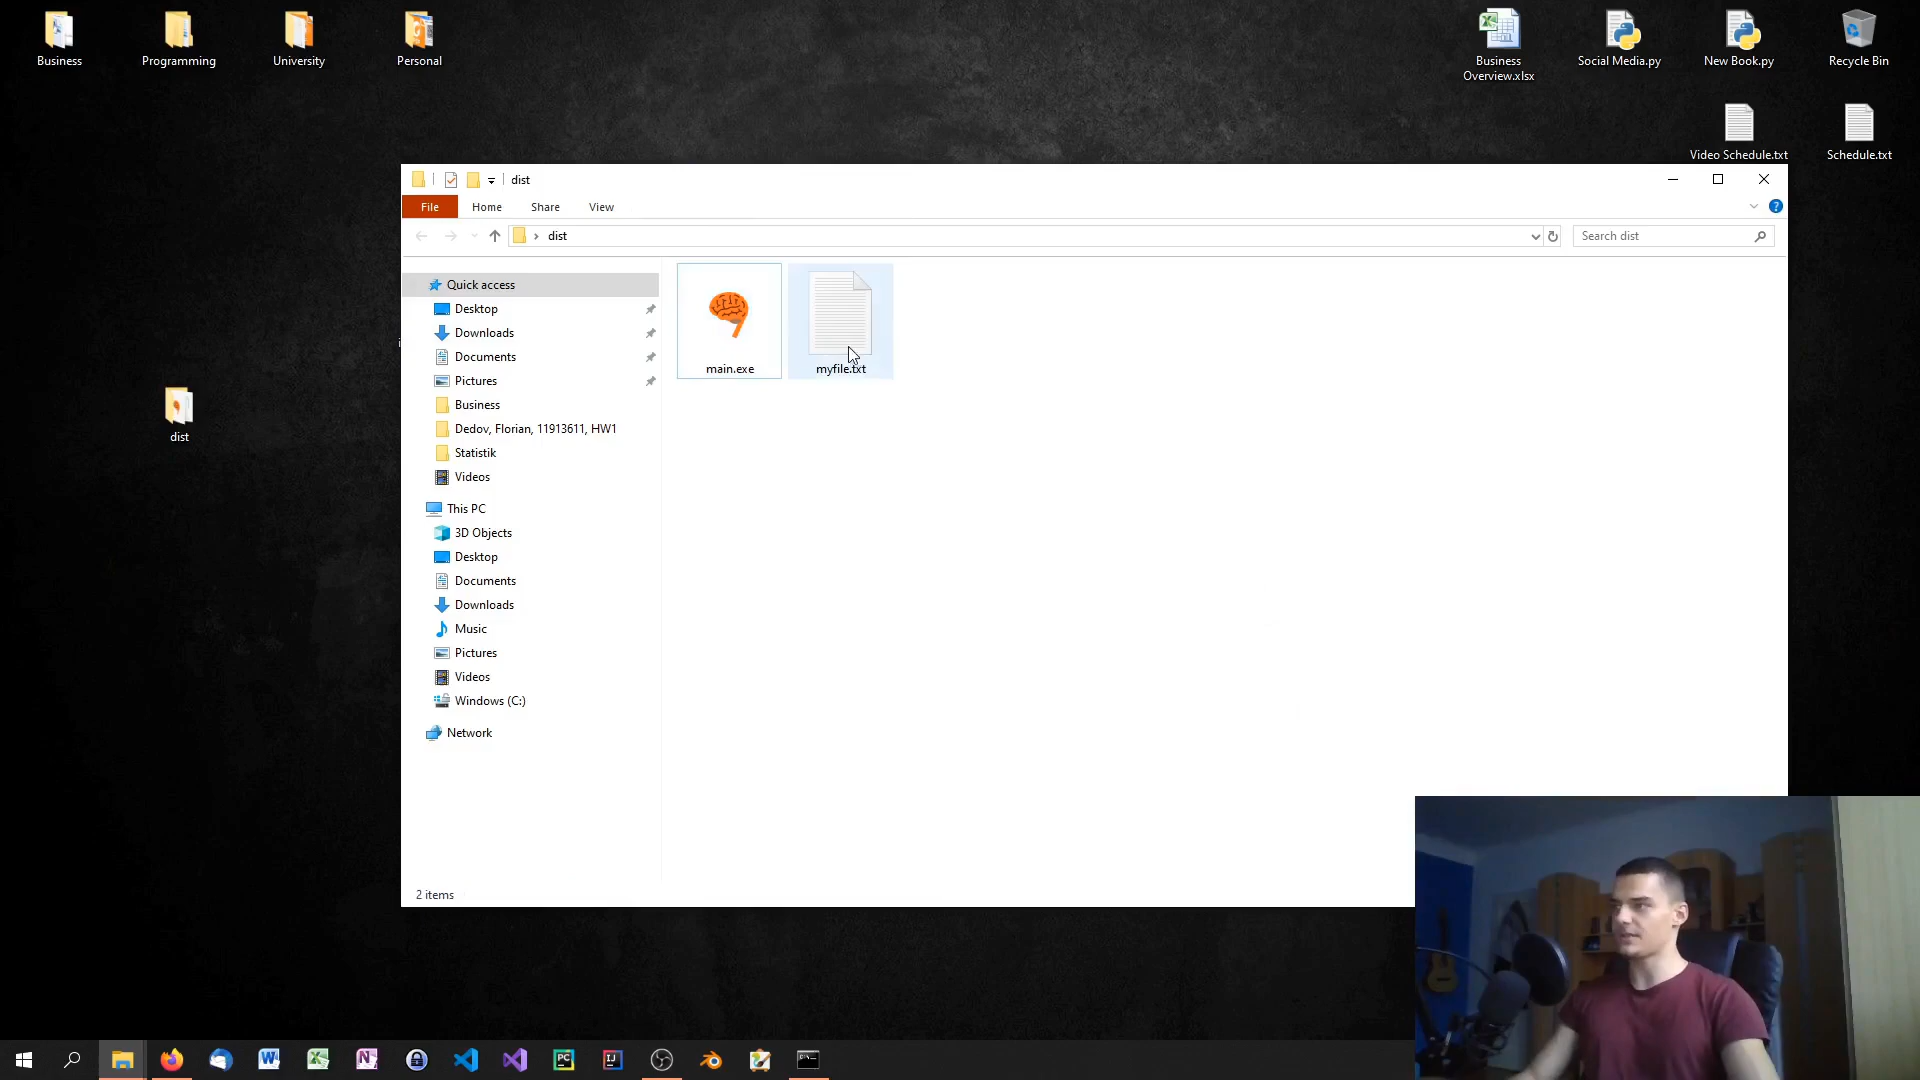 Business
Programming
University
Personal
Business
Overview.xlsx
Social Media.py
New Book.py
Recycle Bin
Video Schedule.txt
Schedule.txt
dist
dist
File
Home
Share
View
dist
Search dist
Quick access
Desktop
Downloads
Documents
Pictures
Business
Dedov, Florian, 11913611, HW1
Statistik
Videos
This PC
3D Objects
Desktop
Documents
Downloads
Music
Pictures
Videos
Windows (C:)
Network
main.exe
myfile.txt
2 items